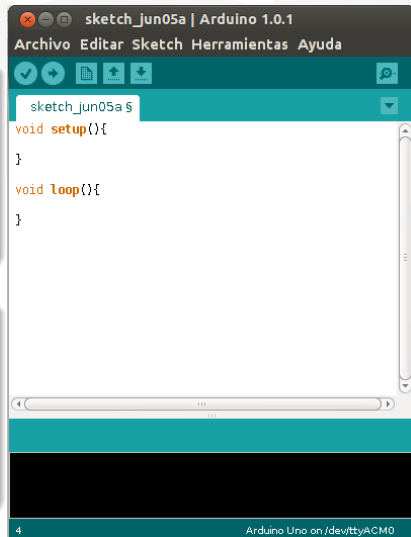 sketch_jun05a | Arduino 1.0.1
Archivo Editar Sketch Herramientas Ayuda
sketch_jun05a §
void setup(){
}
void loop(){
}
4 Arduino Uno on /dev/ttyACM0